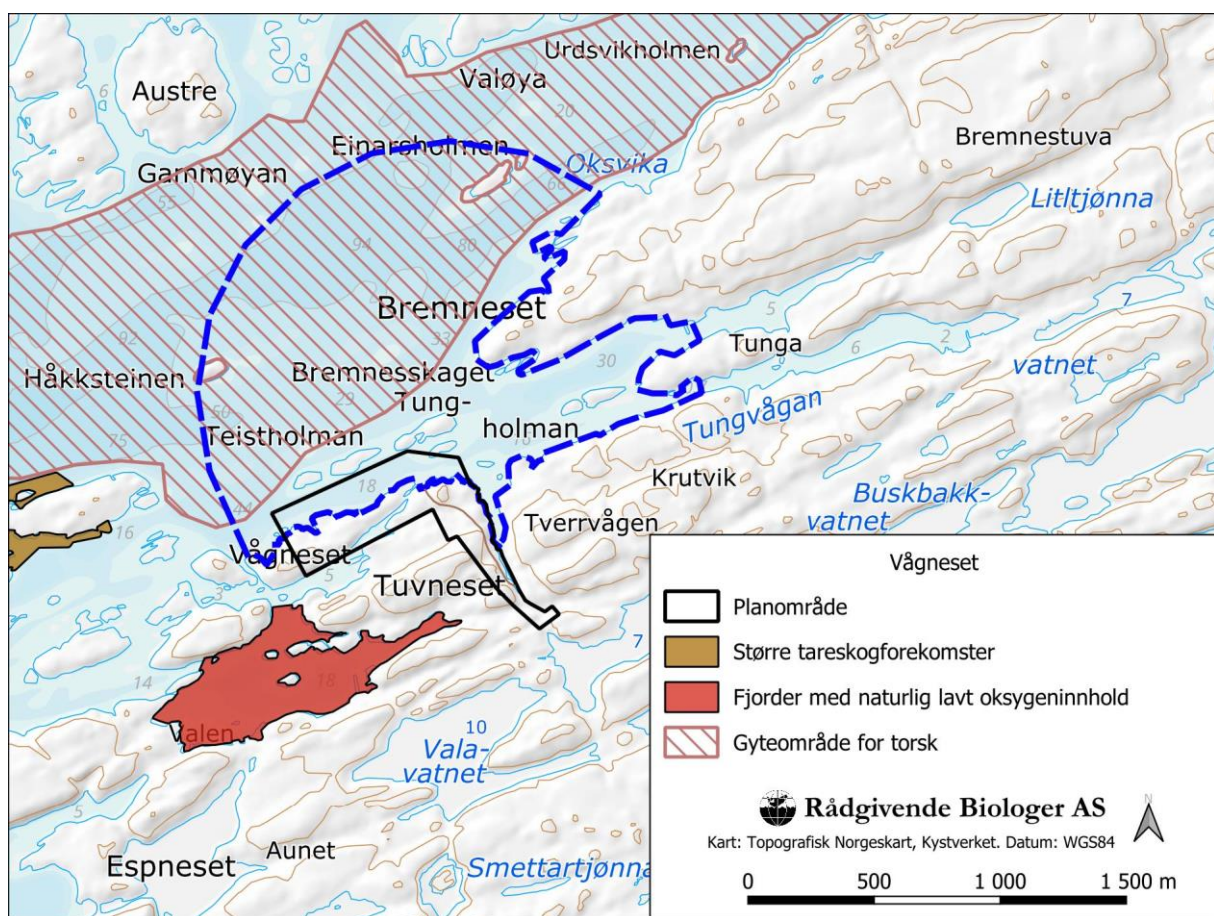 Urdsvikholmen
Valøya
6
Austre
20
Bremnestuva
Einarsholmen
Oksvika
66
Garnmøyan
Litltjønna
55
94
80
7
Bremneset
5
33
2
92
30
Tunga
6
vatnet
Håkksteinen
Bremnesskaget
29
Tung-
50
holman
Tungvågan
Teistholman
16
75
Krutvik
18
Buskbakk-
vatnet
44
16
Tverrvågen
Vågneset
5
3
Tuvneset
7
14
18
Valen
10
Vala-
vatnet
5
Espneset
Aunet
Smettartjønna
Vågneset
Planområde
Større tareskogforekomster
Fjorder med naturlig lavt oksygeninnhold
Gyteområde for torsk
Rådgivende Biologer AS
N
Kart: Topografisk Norgeskart, Kystverket. Datum: WGS84
0 500 1 000 1 500 m